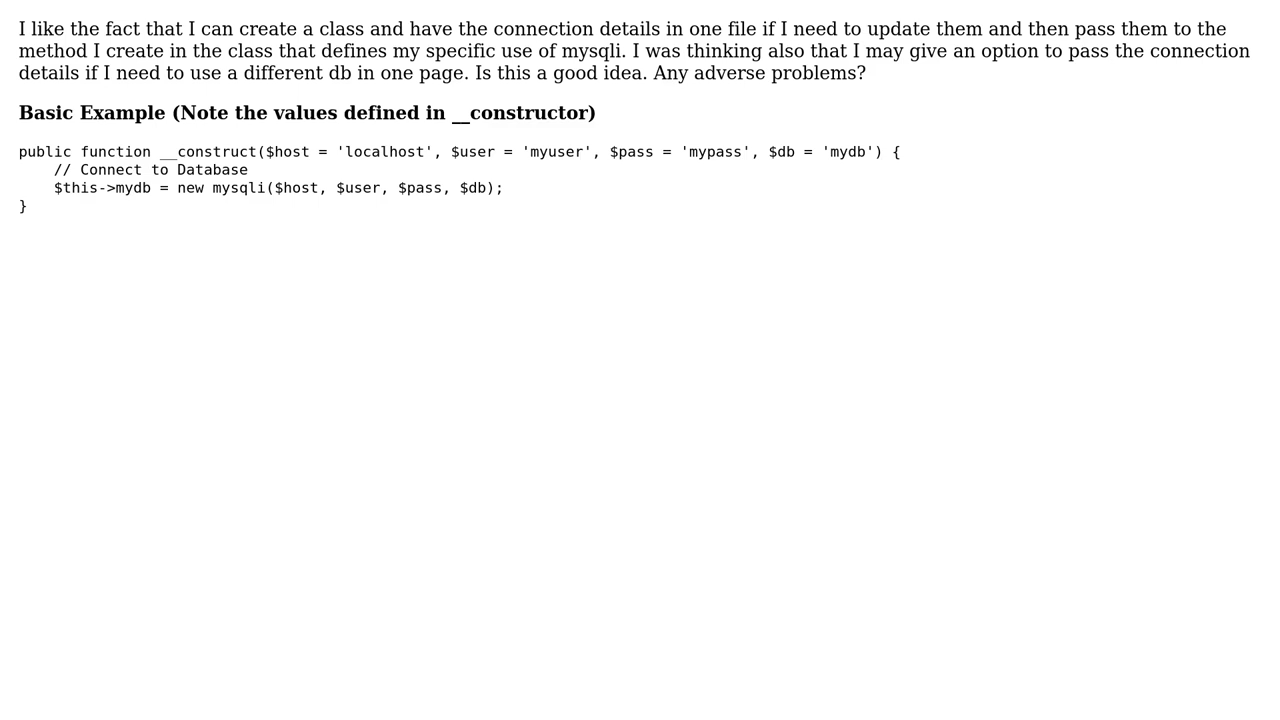 I like the fact that I can create a class and have the connection details in one file if I need to update them and then pass them to the
method I create in the class that defines my specific use of mysqli. I was thinking also that I may give an option to pass the connection
details if I need to use a different db in one page. Is this a good idea. Any adverse problems?
Basic Example (Note the values defined in __constructor)
public function __construct($host = 'localhost', $user = 'myuser', $pass = 'mypass', $db = 'mydb') {
    // Connect to Database
    $this->mydb = new mysqli($host, $user, $pass, $db);
}